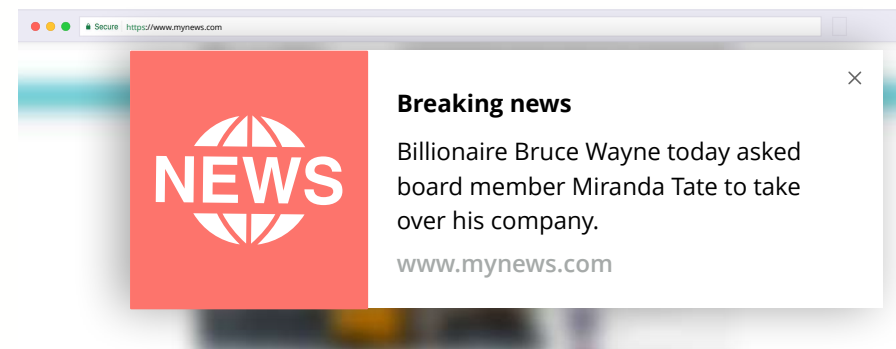 Secure https://www.mynews.com
NEWS
Breaking news
Billionaire Bruce Wayne today asked
board member Miranda Tate to take
over his company.
www.mynews.com